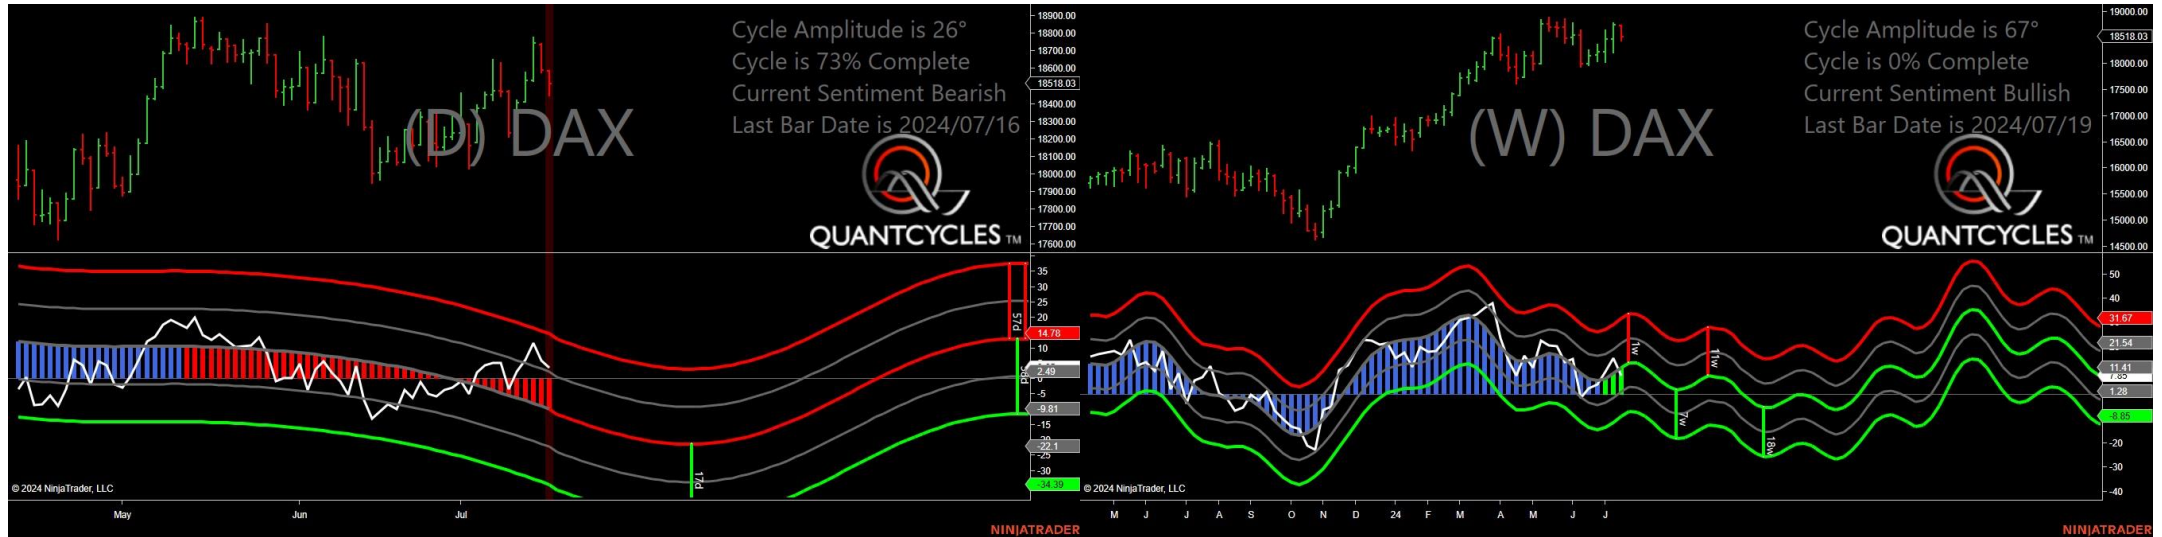 Cycle Amplitude is 26°
Cycle is 73% Complete
Current Sentiment Bearish
Last Bar Date is 2024/07/16
(D) DAX
QUANTCYCLES TM
18900.00
18800.00
18700.00
18600.00
18518.03
18400.00
18300.00
18200.00
18100.00
18000.00
17900.00
17800.00
17700.00
17600.00
35
30
25
20
14.78
10
2.49
-5
-9.81
-15
-22.1
-25
-30
-34.39
57d
17d
© 2024 NinjaTrader, LLC
May
Jun
Jul
NINJATRADER
Cycle Amplitude is 67°
Cycle is 0% Complete
Current Sentiment Bullish
Last Bar Date is 2024/07/19
(W) DAX
QUANTCYCLES TM
19000.00
18518.03
18000.00
17500.00
17000.00
16500.00
16000.00
15500.00
15000.00
14500.00
50
40
31.67
21.54
11.41
7.85
1.28
-8.85
-20
-30
-40
1w
11w
7w
18w
© 2024 NinjaTrader, LLC
M J J A S O N D 24 F M A M J J
NINJATRADER